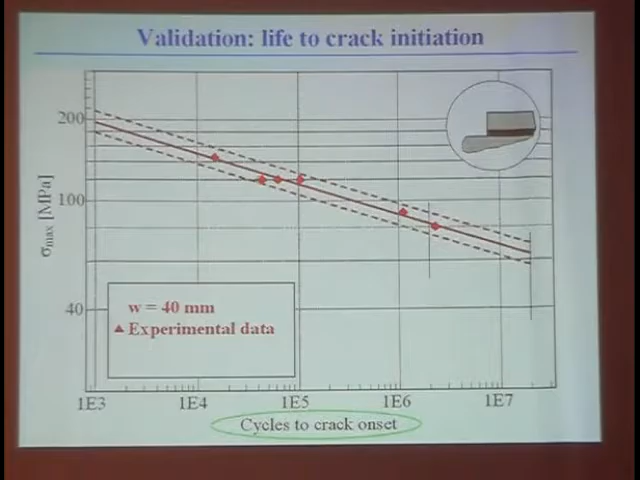 Validation: life to crack initiation
200
100
40
σmax [MPa]
w = 40 mm
Experimental data
1E3 1E4 1E5 1E6 1E7
Cycles to crack onset